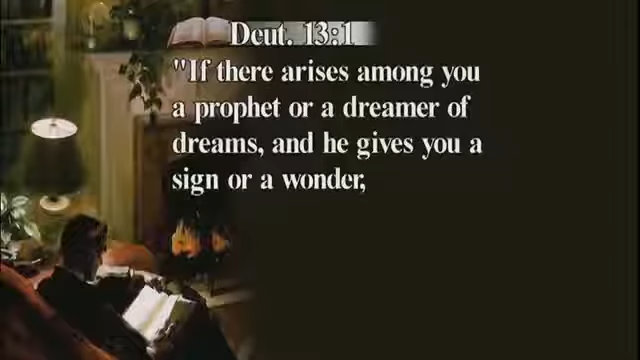 Deut. 13:1
"If there arises among you
a prophet or a dreamer of
dreams, and he gives you a
sign or a wonder,